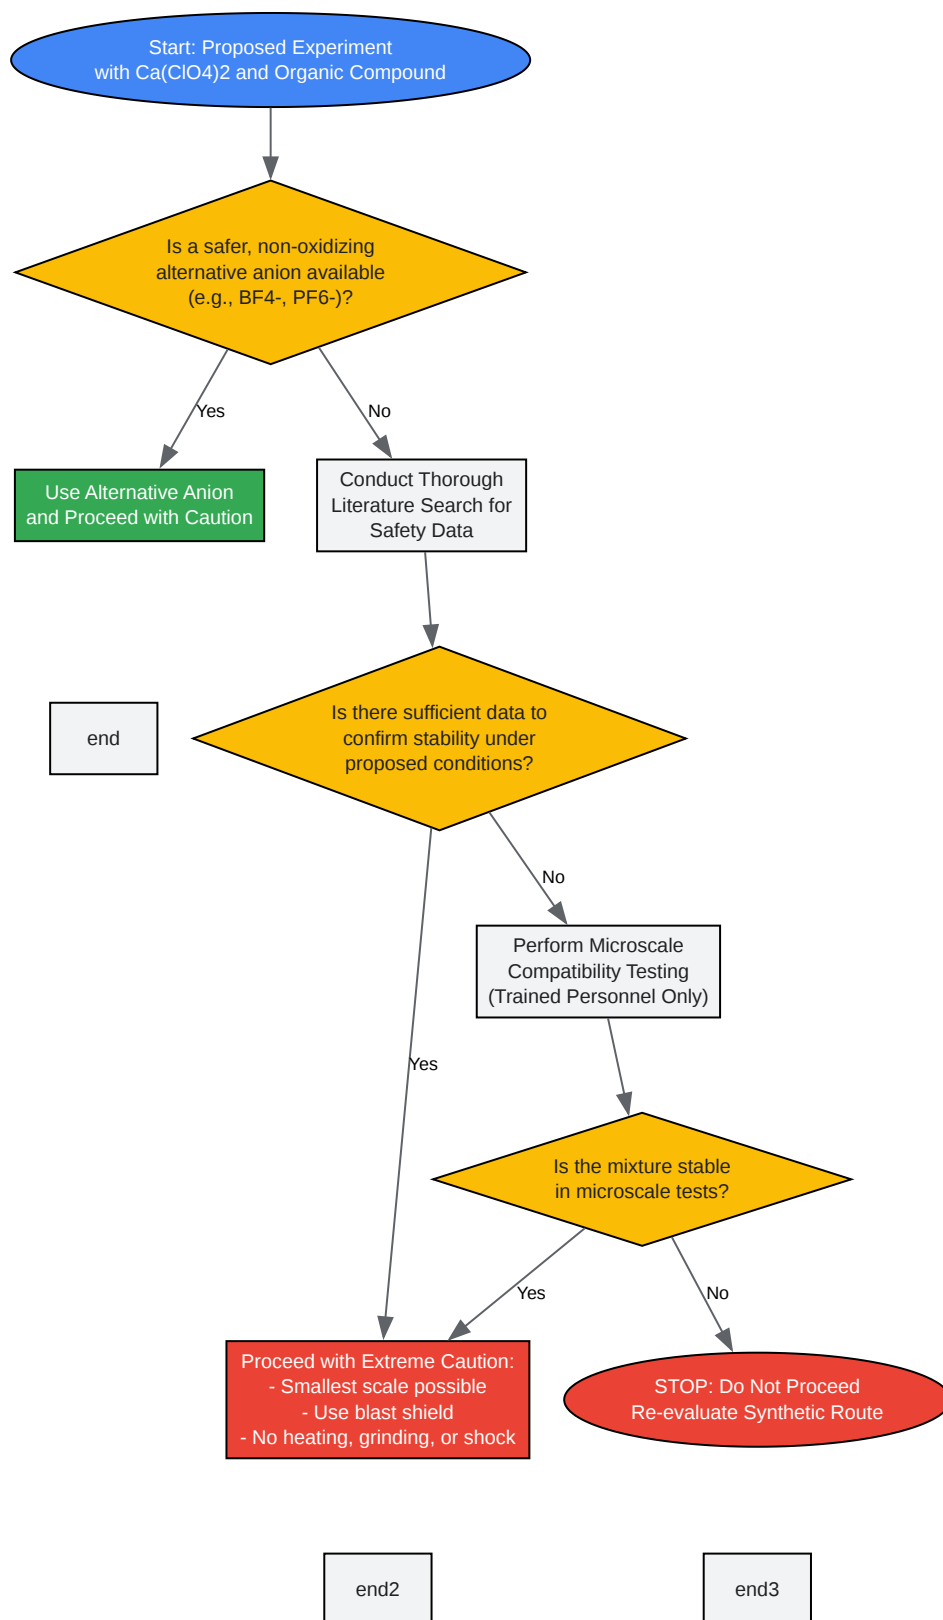 Start: Proposed Experiment
with Ca(ClO4)2 and Organic Compound
Is a safer, non-oxidizing
alternative anion available
(e.g., BF4-, PF6-)?
Yes
No
Use Alternative Anion
and Proceed with Caution
Conduct Thorough
Literature Search for
Safety Data
end
Is there sufficient data to
confirm stability under
proposed conditions?
No
Perform Microscale
Compatibility Testing
(Trained Personnel Only)
Yes
Is the mixture stable
in microscale tests?
Yes
No
Proceed with Extreme Caution:
- Smallest scale possible
- Use blast shield
- No heating, grinding, or shock
STOP: Do Not Proceed
Re-evaluate Synthetic Route
end2
end3